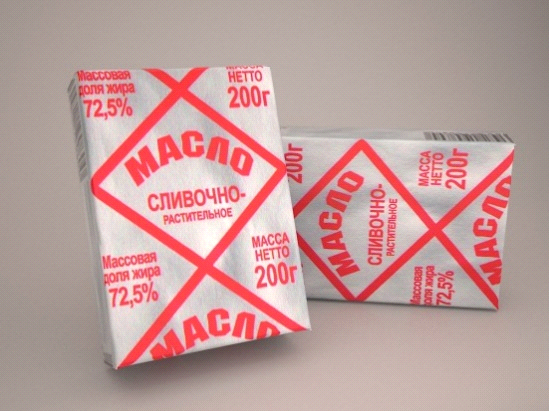 Массовая
доля жира
72,5%
МАССА
НЕТТО
200г
МАСЛО
СЛИВОЧНО-
РАСТИТЕЛЬНОЕ
МАССА
НЕТТО
200г
Массовая
доля жира
72,5%
МАСЛО
200г
МАССА
НЕТТО
200г
МАСЛО
СЛИВОЧНО-
РАСТИТЕЛЬНОЕ
МАСЛО
Массовая
доля жира
72,5%